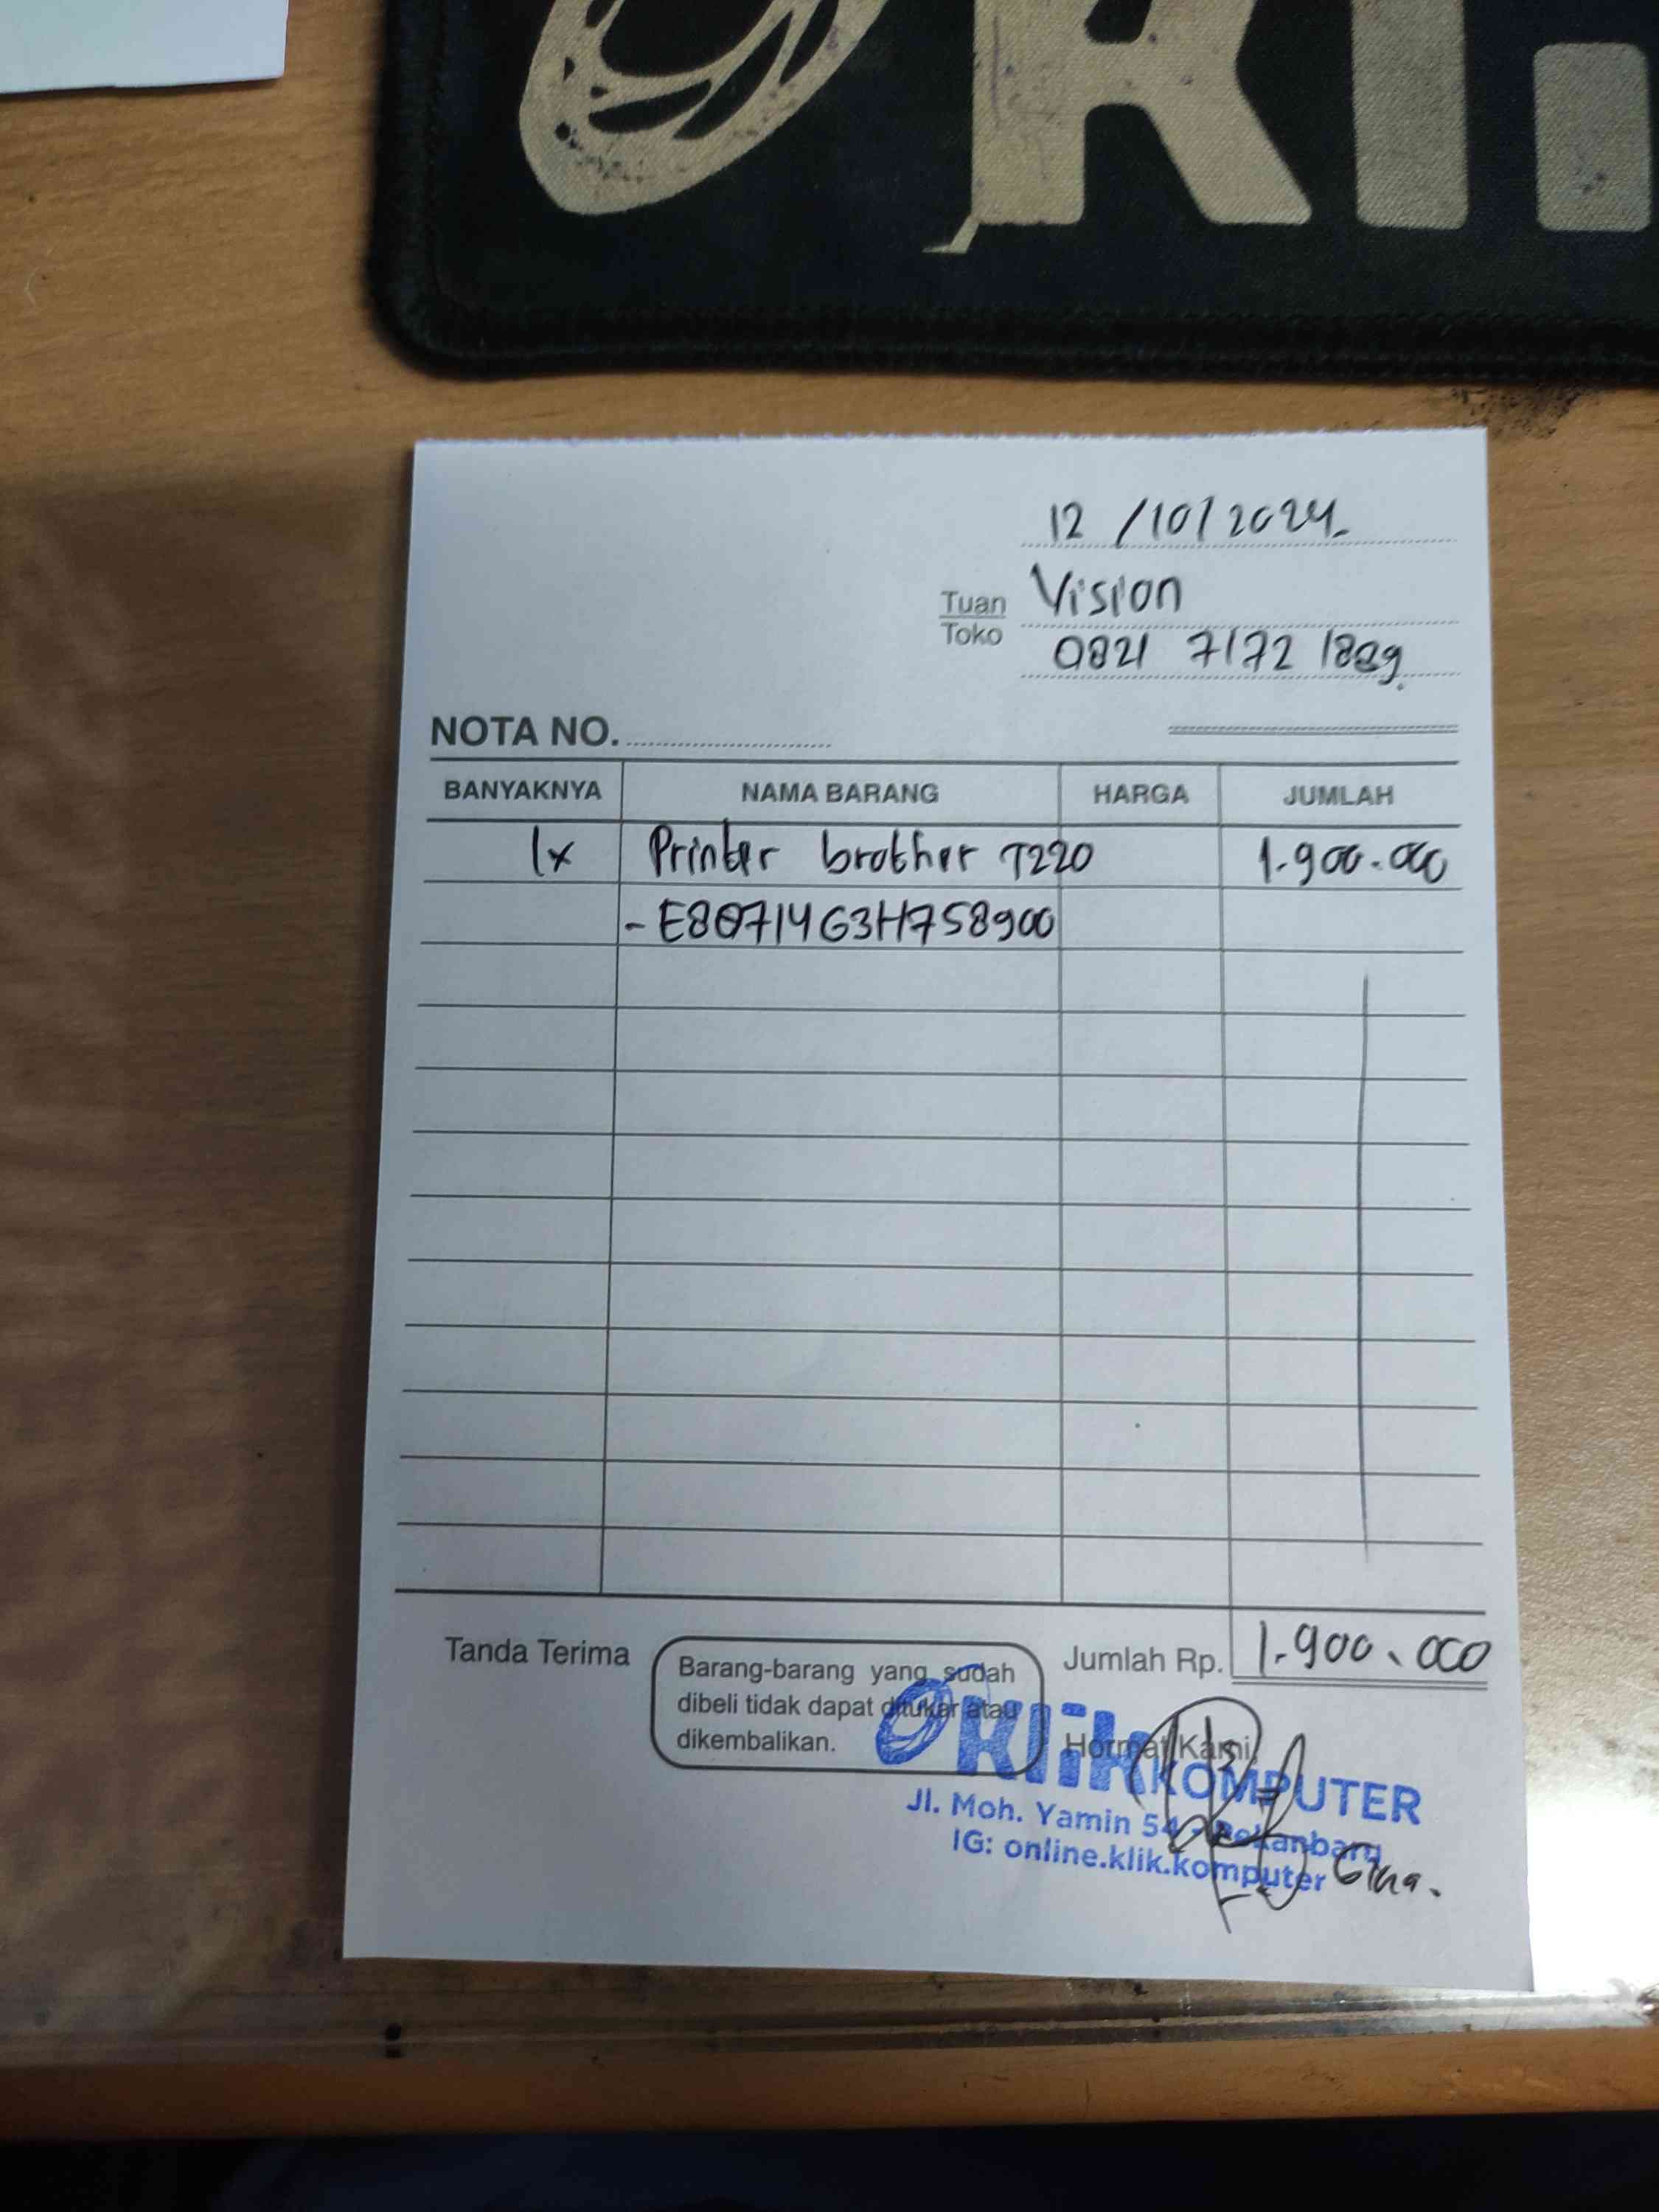 12 /10/2024.
Tuan Vision
Toko
0821 7172 1889.
NOTA NO.
BANYAKNYA NAMA BARANG HARGA JUMLAH
1x Printer brother T220 1.900.000
- E80714G3H758900
Tanda Terima
Barang-barang yang sudah
dibeli tidak dapat ditukar atau
dikembalikan.
Jumlah Rp. 1.900.000
Hormat Kami,
Klik KOMPUTER
Jl. Moh. Yamin 54 - Pekanbaru
IG: online.klik.komputer
Gina.